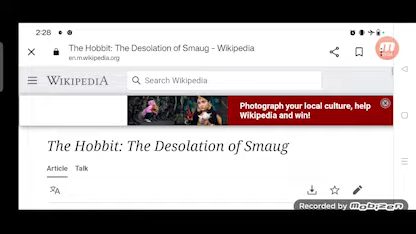 2:28
The Hobbit: The Desolation of Smaug - Wikipedia
en.m.wikipedia.org
WIKIPEDIA
Search Wikipedia
Photograph your local culture, help
Wikipedia and win!
The Hobbit: The Desolation of Smaug
Article Talk
Recorded by Mobizen